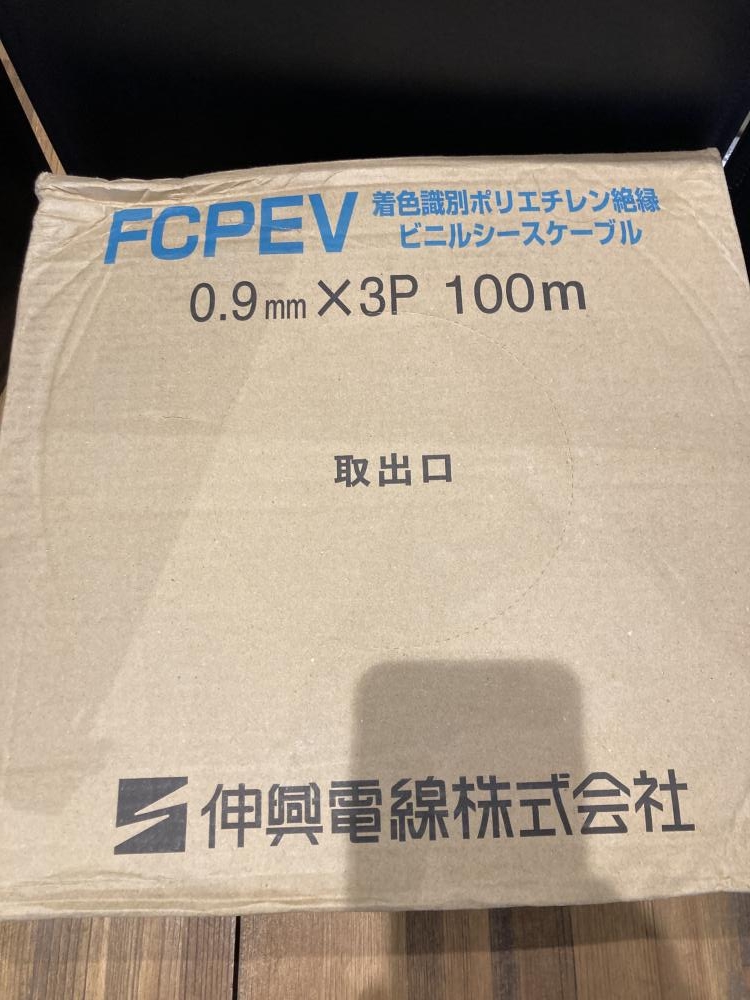 FCPEV 着色識別ポリエチレン絶縁
ビニルシースケーブル
0.9mm×3P 100m
取出口
伸興電線株式会社